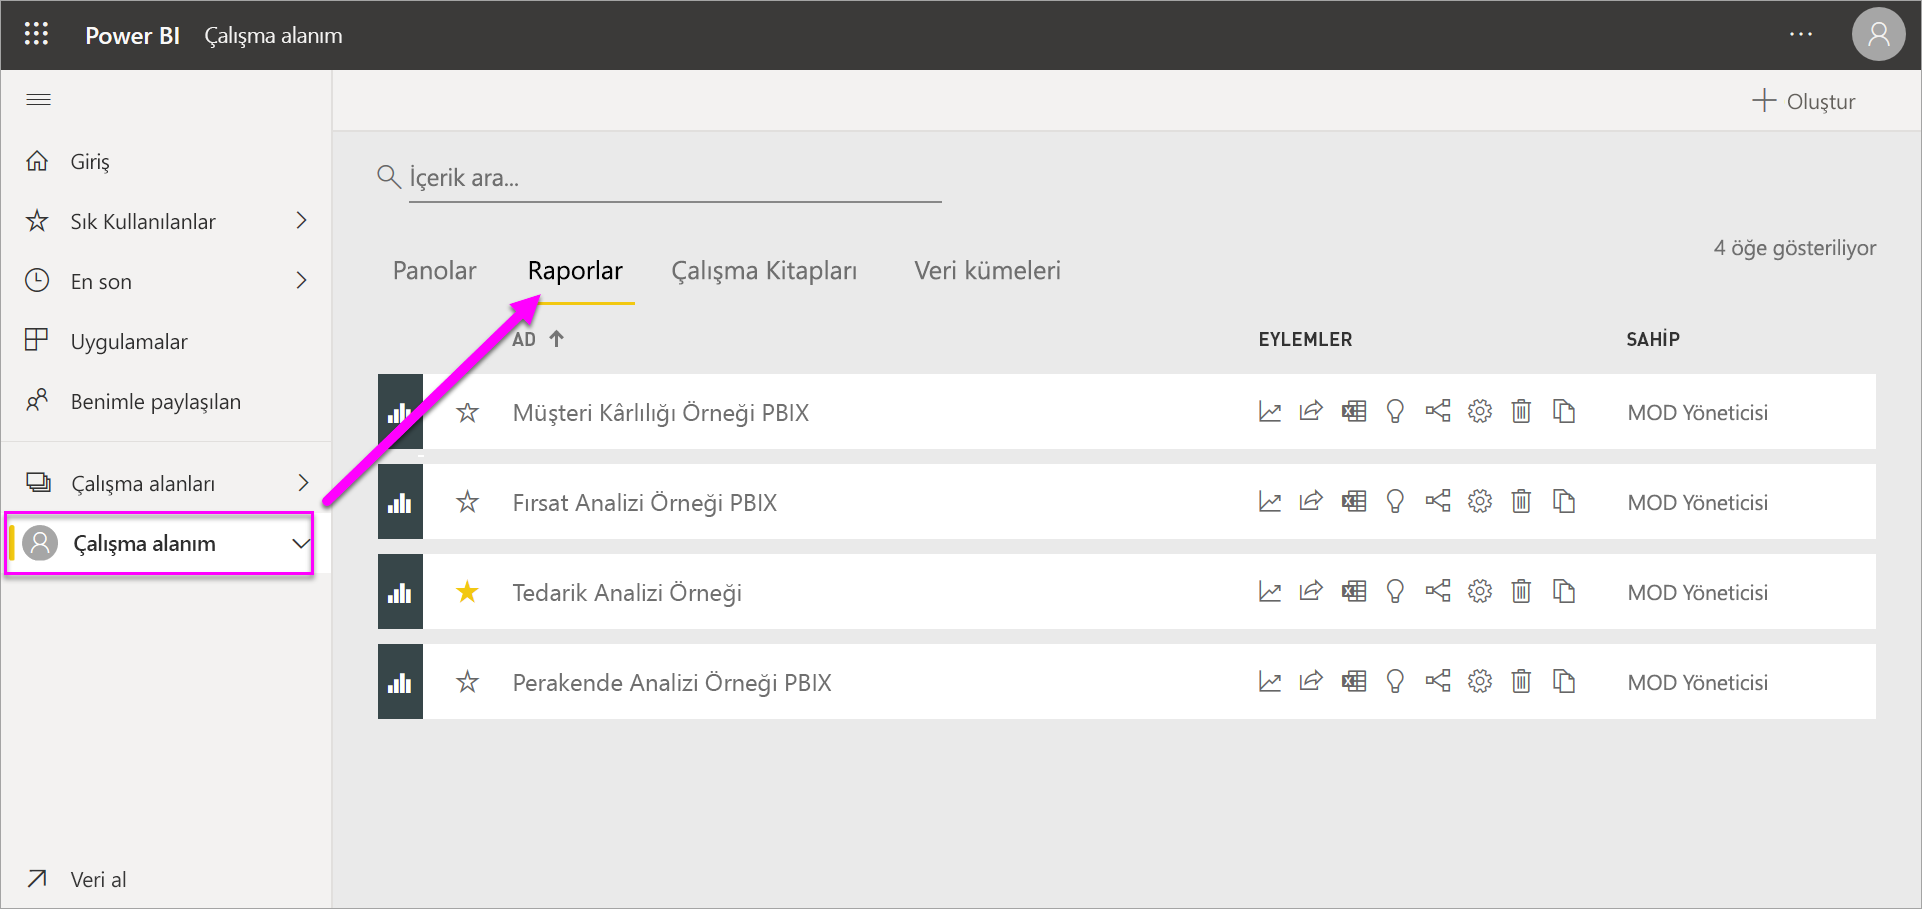 Power BI Çalışma alanım
Oluştur
Giriş
Sık Kullanılanlar
En son
Uygulamalar
Benimle paylaşılan
Çalışma alanları
Çalışma alanım
Veri al
İçerik ara...
4 öğe gösteriliyor
Panolar Raporlar Çalışma Kitapları Veri kümeleri
AD EYLEMLER SAHİP
Müşteri Kârlılığı Örneği PBIX MOD Yöneticisi
Fırsat Analizi Örneği PBIX MOD Yöneticisi
Tedarik Analizi Örneği MOD Yöneticisi
Perakende Analizi Örneği PBIX MOD Yöneticisi